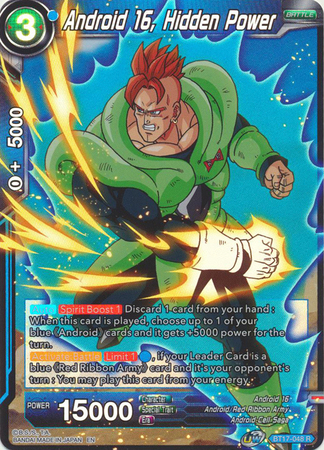 3
Android 16, Hidden Power
BATTLE
0 + 5000
Spirit Boost 1 Discard 1 card from your hand :
When this card is played, choose up to 1 of your
blue 《Android》 cards and it gets +5000 power for the
turn.
Activate Battle Limit 1 , if your Leader Card is a
blue 《Red Ribbon Army》 card and it's your opponent's
turn : You may play this card from your energy.
POWER 15000
Character Android 16
Special Trait Android/Red Ribbon Army
Era Android·Cell Saga
BANDAI MADE IN JAPAN EN
BT17-048 R